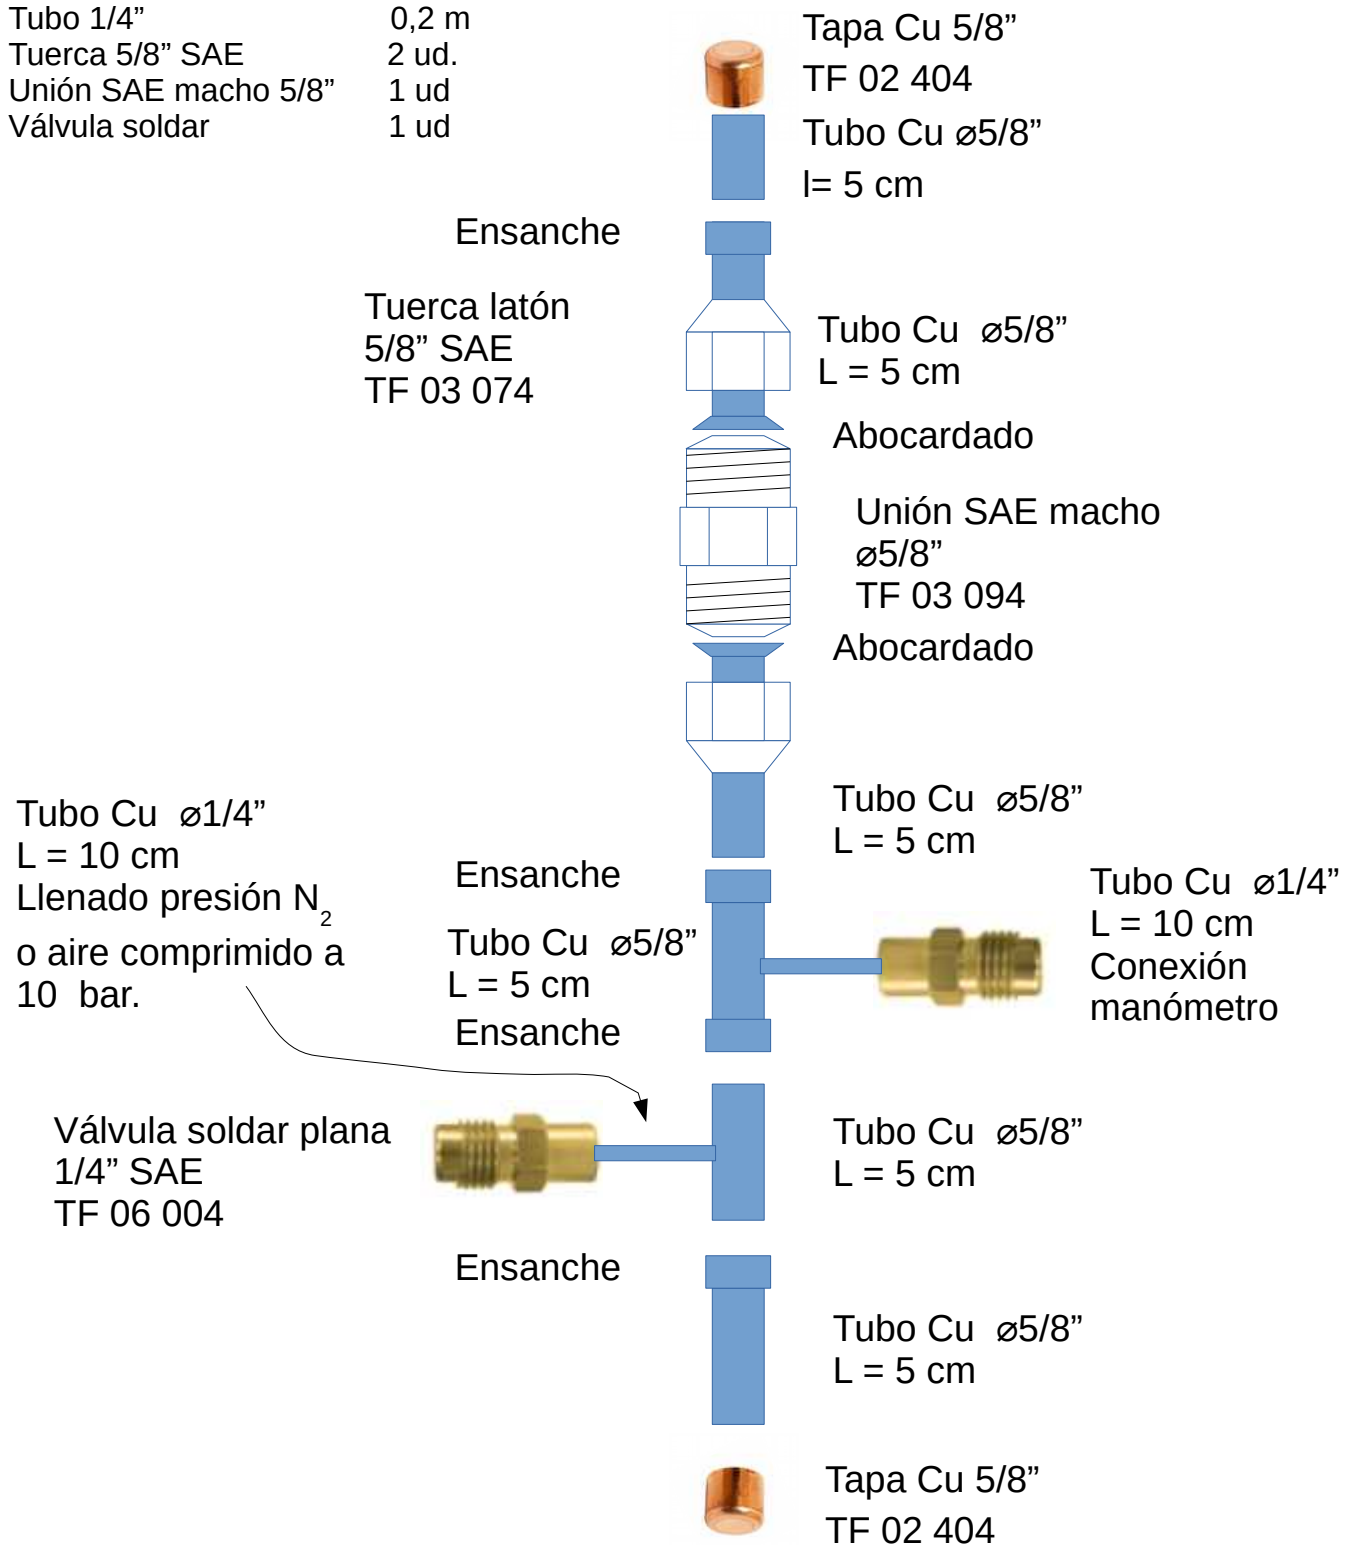 Tubo 1/4” 0,2 m
Tuerca 5/8” SAE 2 ud.
Unión SAE macho 5/8” 1 ud
Válvula soldar 1 ud
Tapa Cu 5/8”
TF 02 404
Tubo Cu ⌀5/8”
l= 5 cm
Ensanche
Tuerca latón
5/8” SAE
TF 03 074
Tubo Cu ⌀5/8”
L = 5 cm
Abocardado
Unión SAE macho
⌀5/8”
TF 03 094
Abocardado
Tubo Cu ⌀5/8”
L = 5 cm
Tubo Cu ⌀1/4”
L = 10 cm
Llenado presión N2
o aire comprimido a
10 bar.
Ensanche
Tubo Cu ⌀5/8”
L = 5 cm
Ensanche
Tubo Cu ⌀1/4”
L = 10 cm
Conexión
manómetro
Válvula soldar plana
1/4” SAE
TF 06 004
Tubo Cu ⌀5/8”
L = 5 cm
Ensanche
Tubo Cu ⌀5/8”
L = 5 cm
Tapa Cu 5/8”
TF 02 404